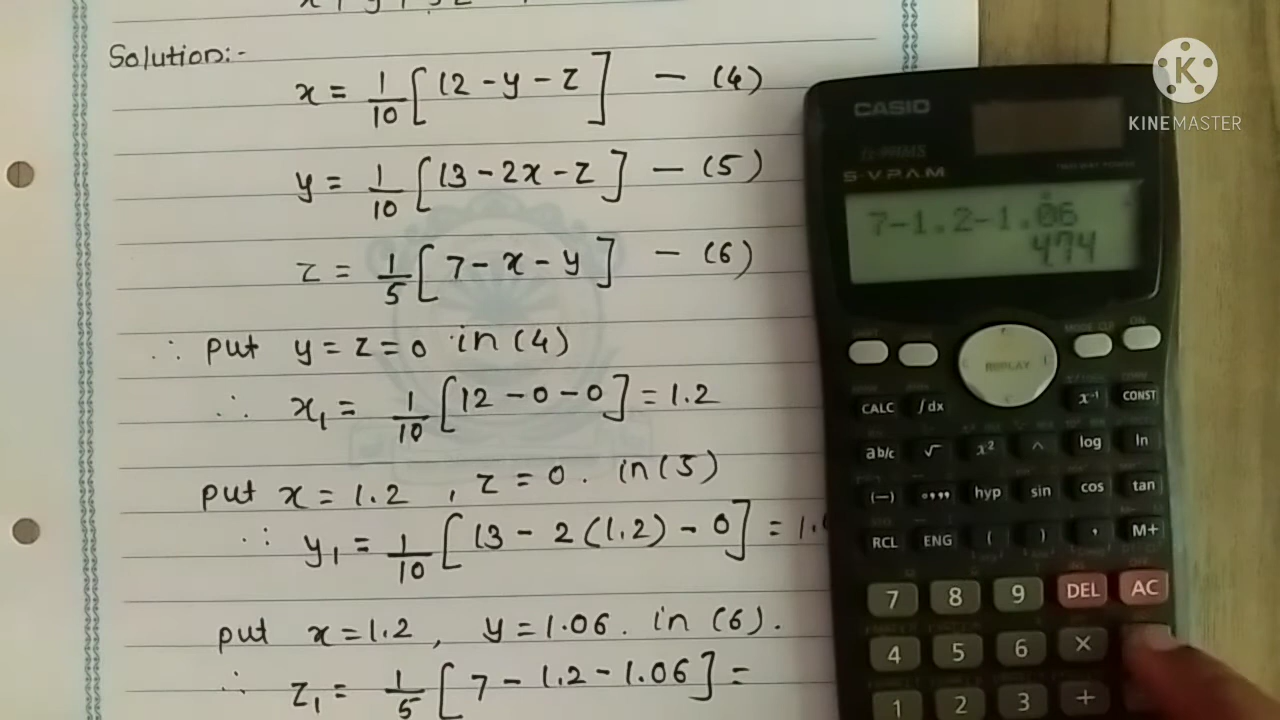 Solution:-
x = 1/10 [12 - y - z] — (4)
y = 1/10 [13 - 2x - z] — (5)
z = 1/5 [7 - x - y] — (6)
∴ put y = z = 0 in (4)
∴ x₁ = 1/10 [12 - 0 - 0] = 1.2
put x = 1.2 , z = 0. in (5)
∴ y₁ = 1/10 [13 - 2(1.2) - 0] = 1.
put x = 1.2, y = 1.06. in (6).
∴ z₁ = 1/5 [7 - 1.2 - 1.06] =
KINEMASTER
CASIO
S-V.P.A.M.
7-1.2-1.06
474
REPLAY
CALC ∫dx x⁻¹ CONST
ab/c √ x² ^ log ln
(—) °,,, hyp sin cos tan
RCL ENG ( ) , M+
7 8 9 DEL AC
4 5 6 ×
1 2 3 +